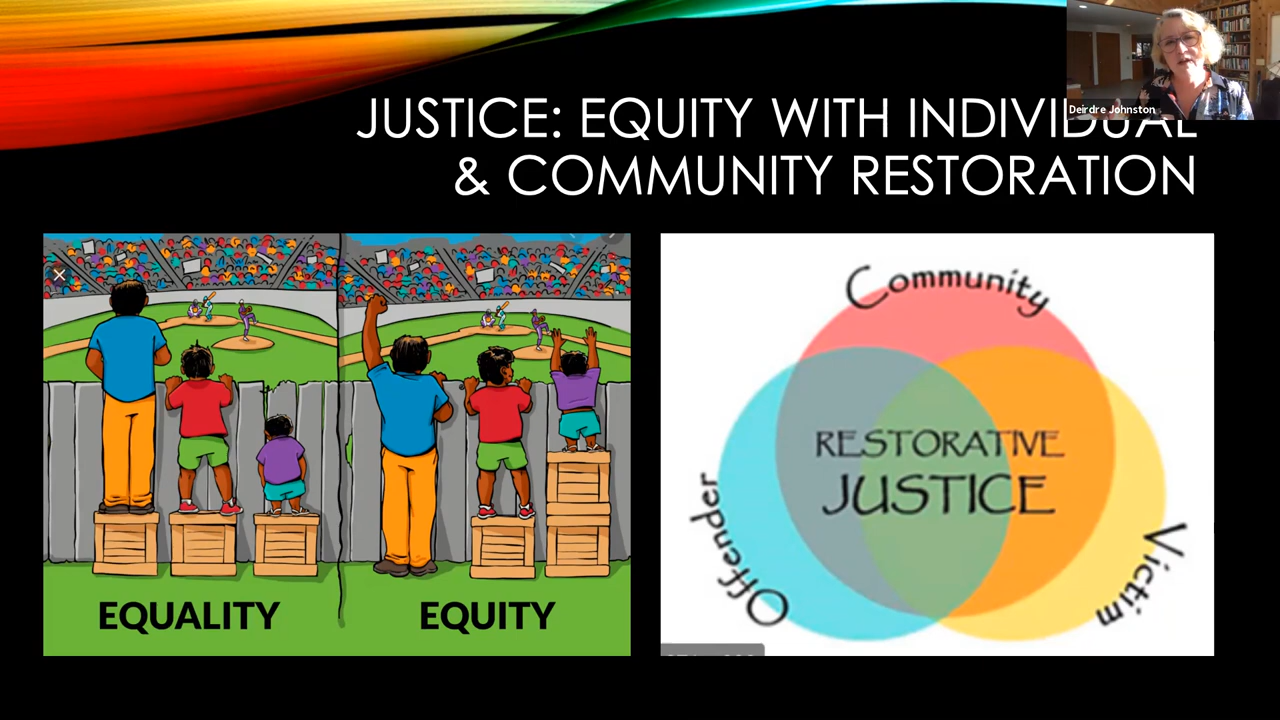 Deirdre Johnston
JUSTICE: EQUITY WITH INDIVIDUAL
& COMMUNITY RESTORATION
EQUALITY
EQUITY
Community
RESTORATIVE
JUSTICE
Offender
Victim